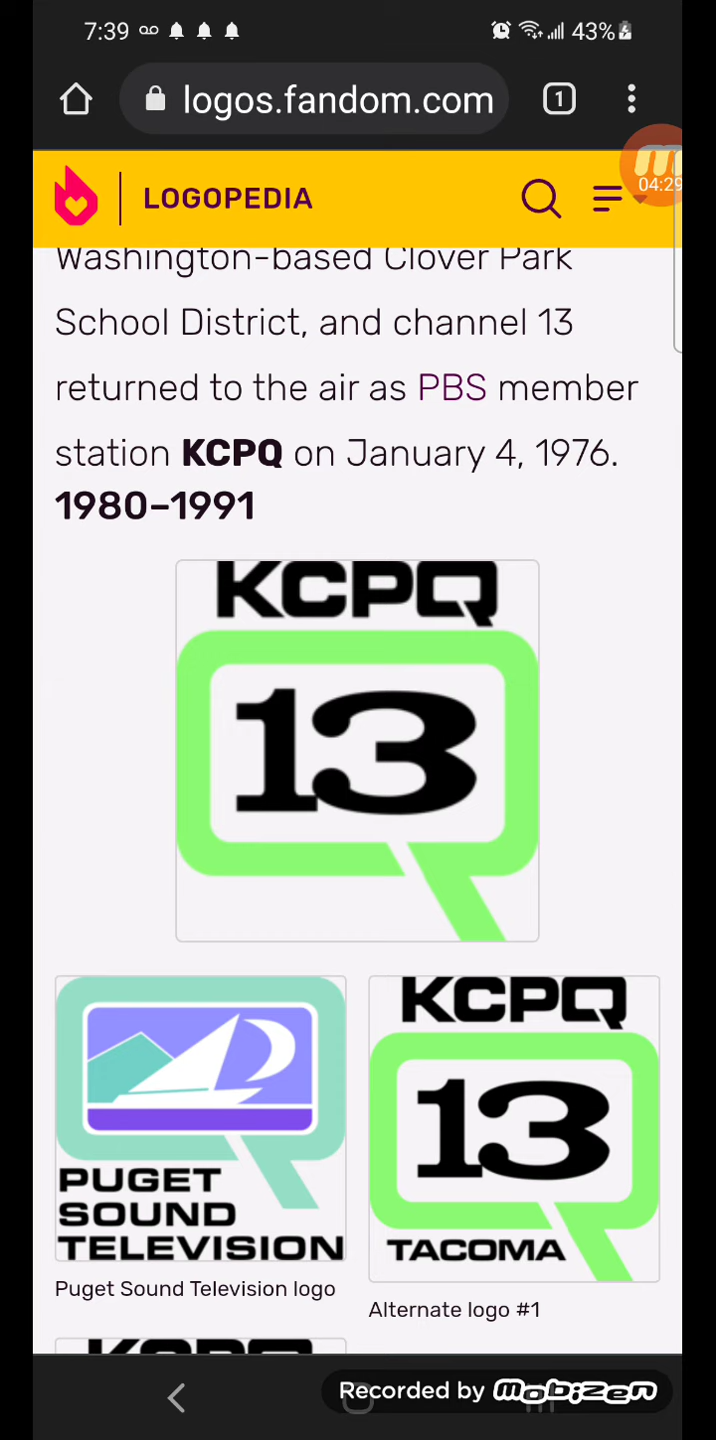 7:39
43%
logos.fandom.com
1
LOGOPEDIA
04:29
Washington-based Clover Park
School District, and channel 13
returned to the air as PBS member
station KCPQ on January 4, 1976.
1980–1991
KCPQ
13
PUGET
SOUND
TELEVISION
Puget Sound Television logo
KCPQ
13
TACOMA
Alternate logo #1
KCPQ
Recorded by mobizen